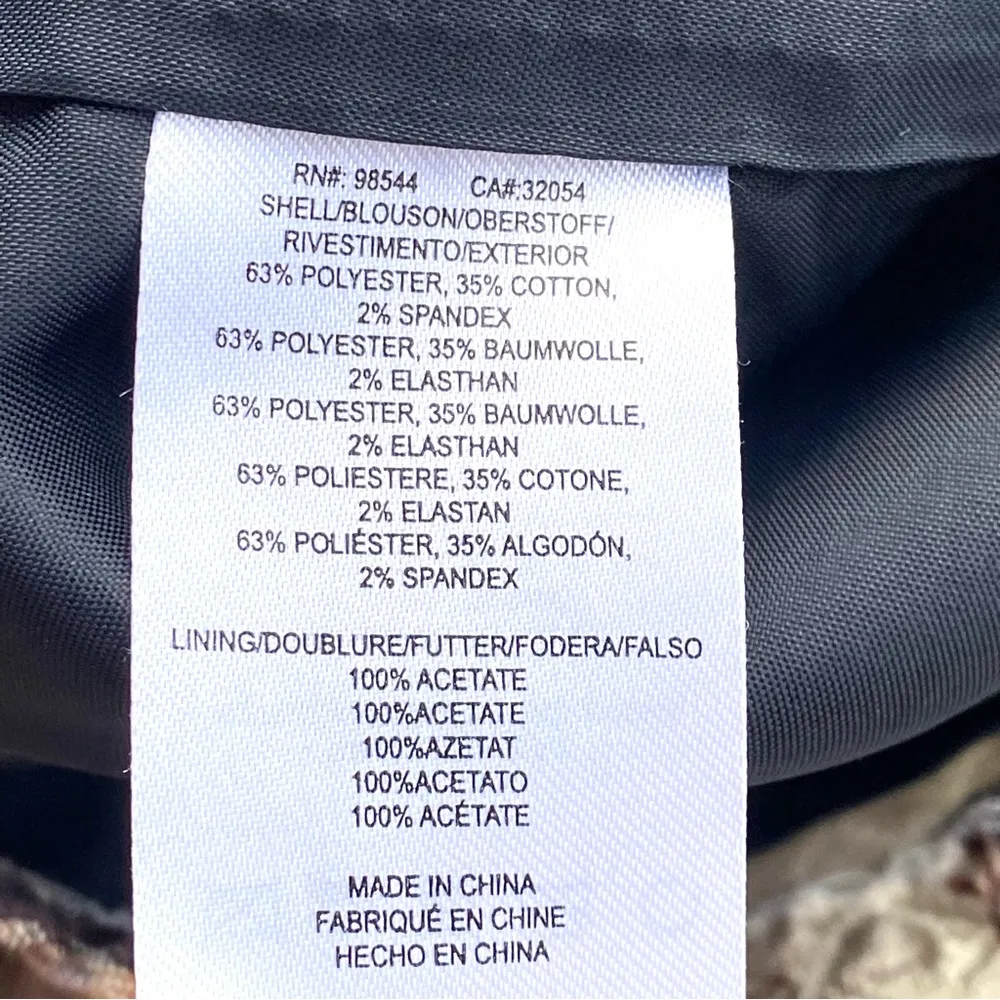 RN#: 98544 CA#:32054
SHELL/BLOUSON/OBERSTOFF/
RIVESTIMENTO/EXTERIOR
63% POLYESTER, 35% COTTON,
2% SPANDEX
63% POLYESTER, 35% BAUMWOLLE,
2% ELASTHAN
63% POLYESTER, 35% BAUMWOLLE,
2% ELASTHAN
63% POLIESTERE, 35% COTONE,
2% ELASTAN
63% POLIÉSTER, 35% ALGODÓN,
2% SPANDEX
LINING/DOUBLURE/FUTTER/FODERA/FALSO
100% ACETATE
100%ACETATE
100%AZETAT
100%ACETATO
100% ACÉTATE
MADE IN CHINA
FABRIQUÉ EN CHINE
HECHO EN CHINA